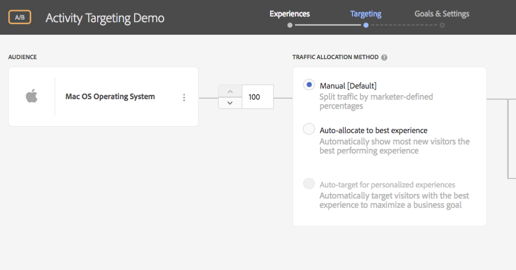 A/B
Activity Targeting Demo
Experiences
Targeting
Goals & Settings
AUDIENCE
TRAFFIC ALLOCATION METHOD ?
Mac OS Operating System
100
Manual [Default]
Split traffic by marketer-defined
percentages
Auto-allocate to best experience
Automatically show most new visitors the
best performing experience
Auto-target for personalized experiences
Automatically target visitors with the best
experience to maximize a business goal